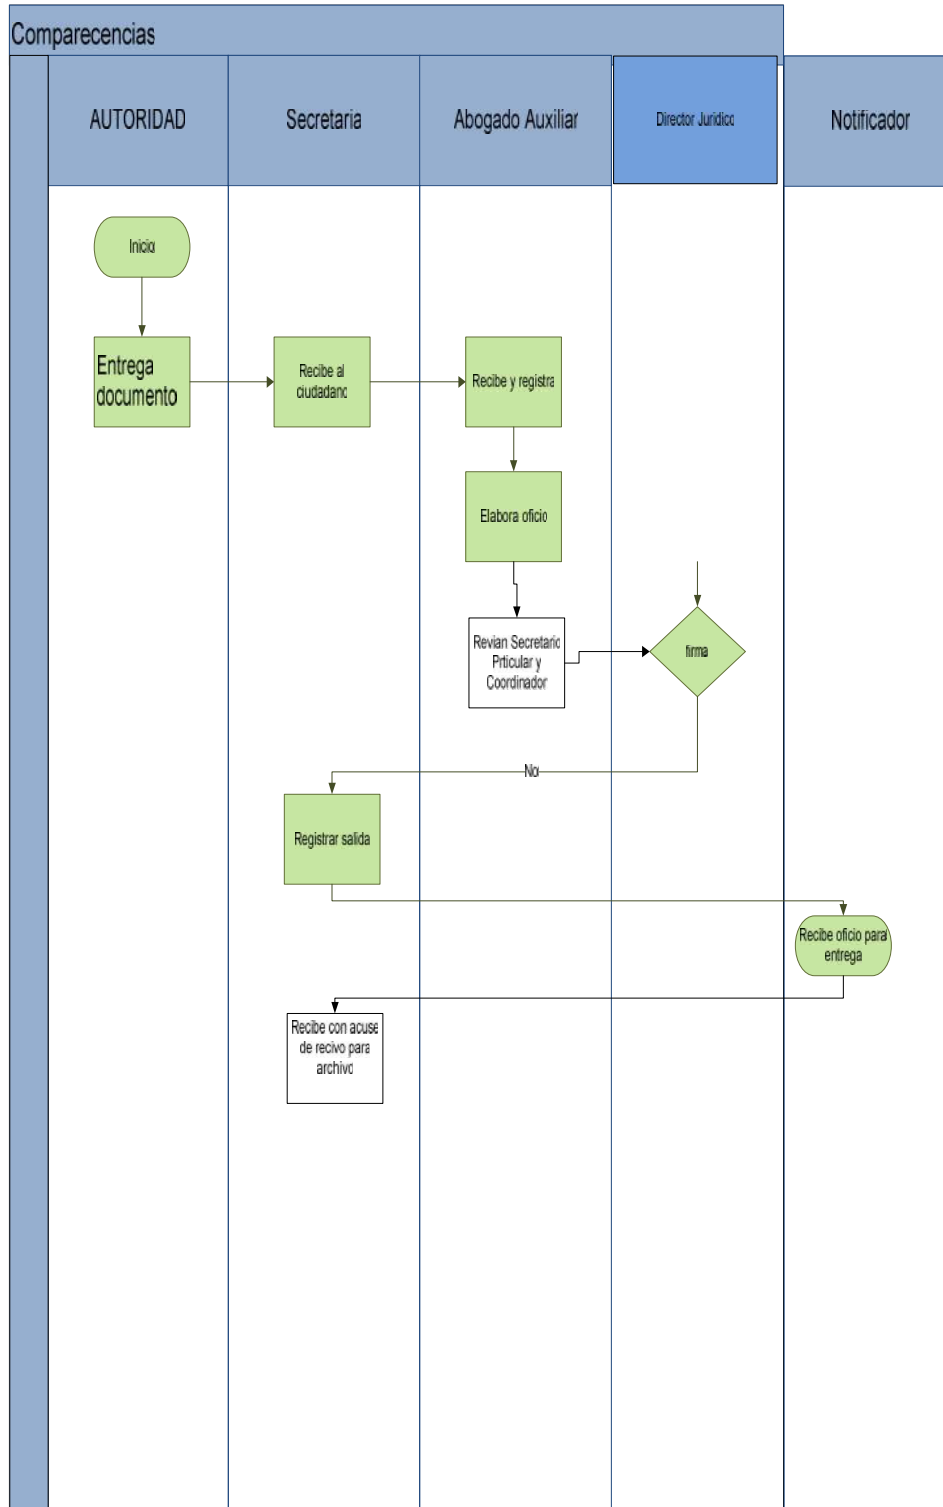 Comparecencias
AUTORIDAD
Secretaria
Abogado Auxiliar
Director Juridico
Notificador
Inicio
Entrega
documento
Recibe al
ciudadano
Recibe y registra
Elabora oficio
Revian Secretario
Prticular y
Coordinador
firma
No
Registrar salida
Recibe oficio para
entrega
Recibe con acuse
de recivo para
archivo